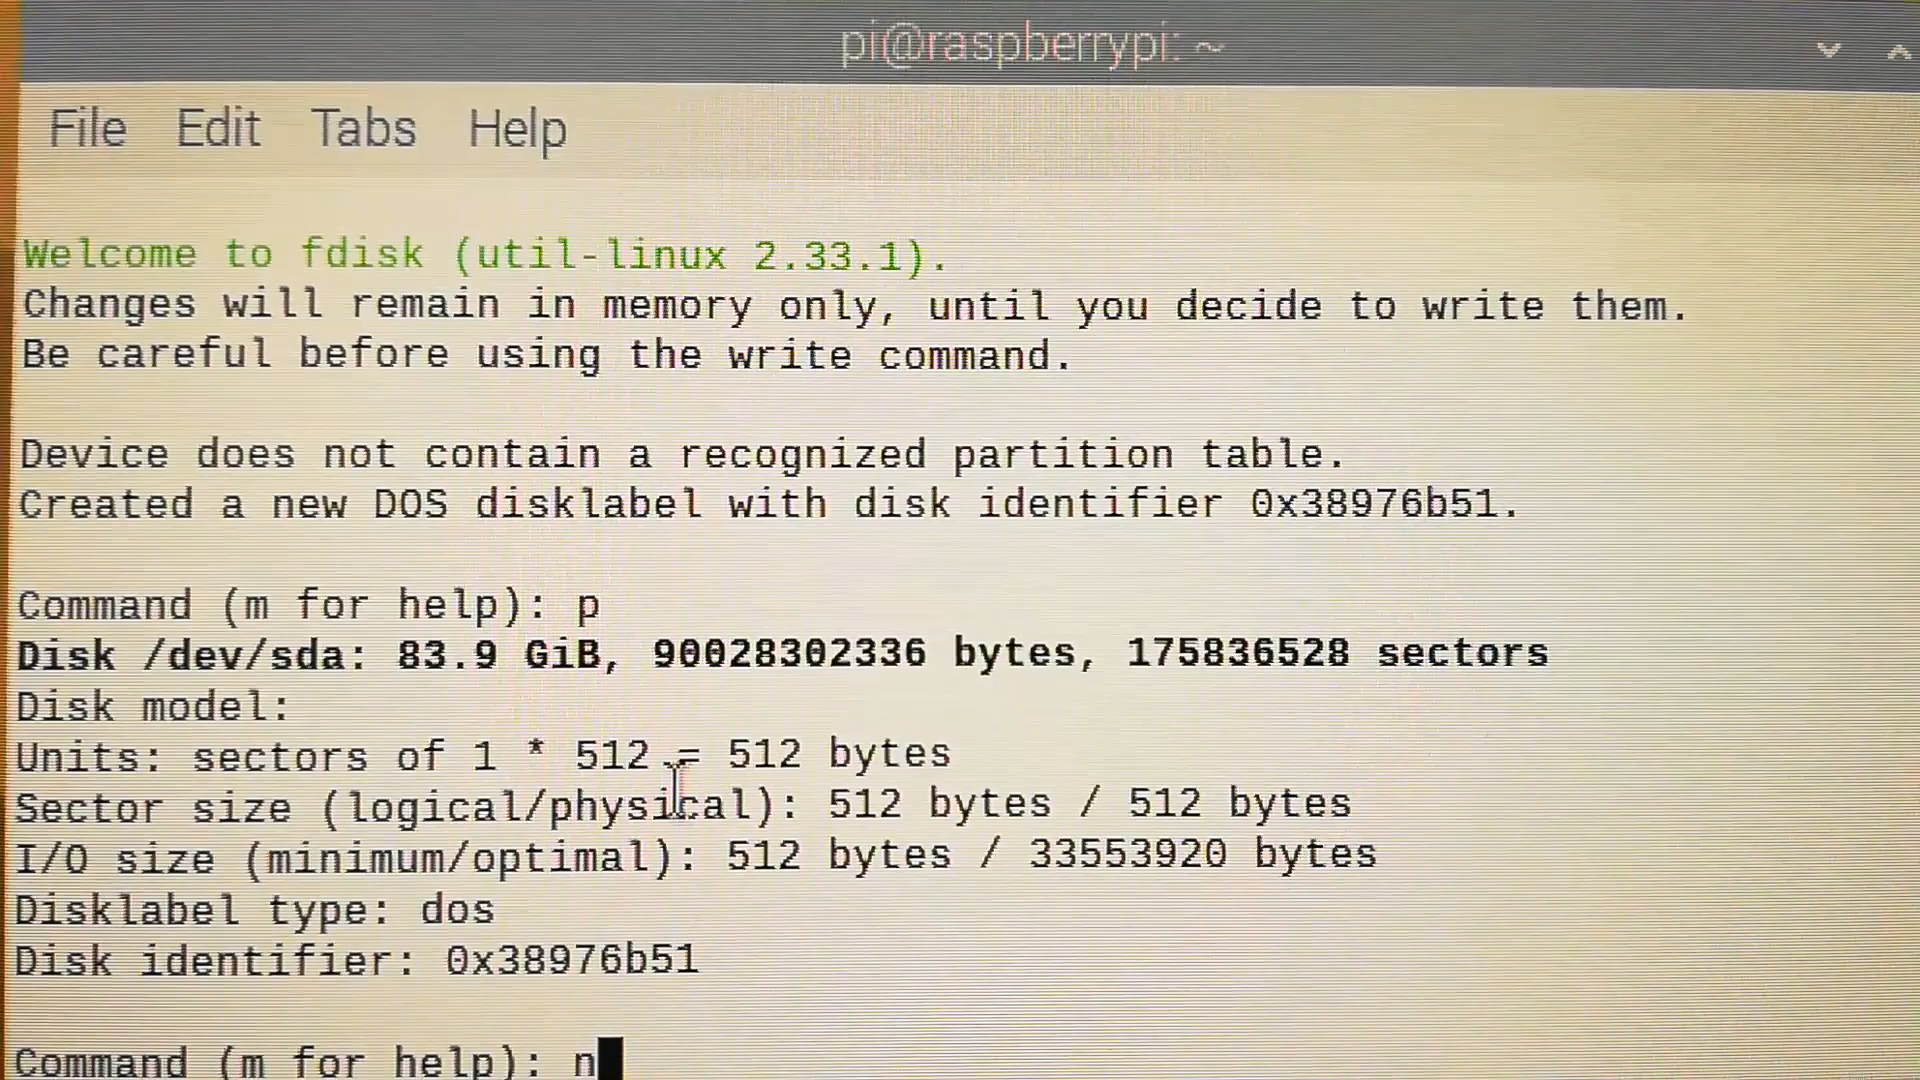 pi@raspberrypi: ~
File Edit Tabs Help
Welcome to fdisk (util-linux 2.33.1).
Changes will remain in memory only, until you decide to write them.
Be careful before using the write command.
Device does not contain a recognized partition table.
Created a new DOS disklabel with disk identifier 0x38976b51.
Command (m for help): p
Disk /dev/sda: 83.9 GiB, 90028302336 bytes, 175836528 sectors
Disk model:
Units: sectors of 1 * 512 = 512 bytes
Sector size (logical/physical): 512 bytes / 512 bytes
I/O size (minimum/optimal): 512 bytes / 33553920 bytes
Disklabel type: dos
Disk identifier: 0x38976b51
Command (m for help): n